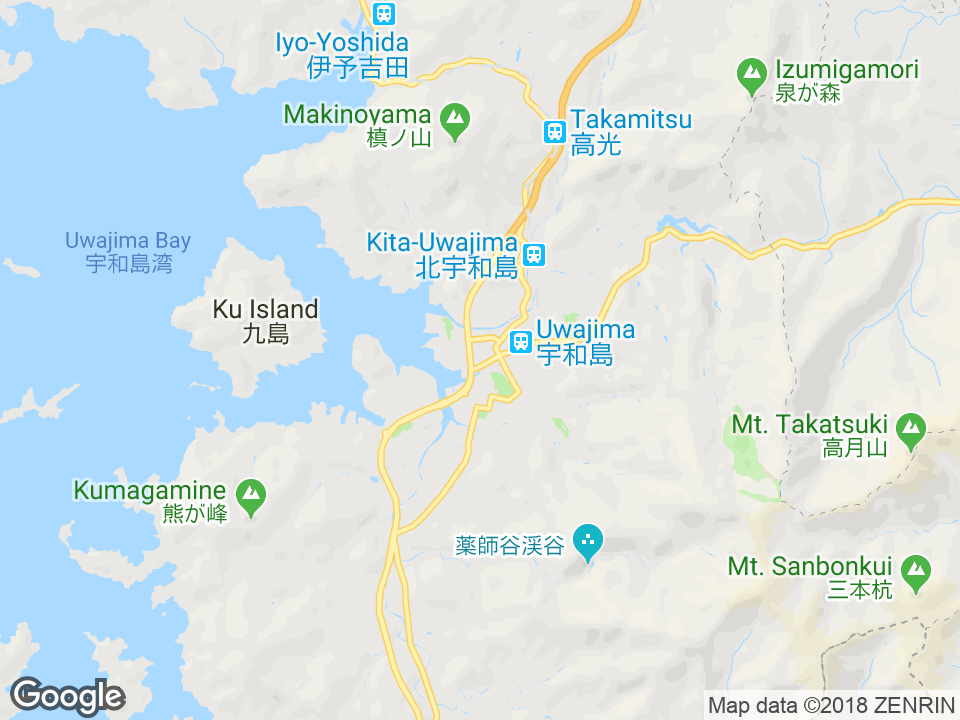 Iyo-Yoshida
伊予吉田
Izumigamori
泉が森
Makinoyama
槙ノ山
Takamitsu
高光
Uwajima Bay
宇和島湾
Kita-Uwajima
北宇和島
Ku Island
九島
Uwajima
宇和島
Mt. Takatsuki
高月山
Kumagamine
熊が峰
薬師谷渓谷
Mt. Sanbonkui
三本杭
Google
Map data ©2018 ZENRIN